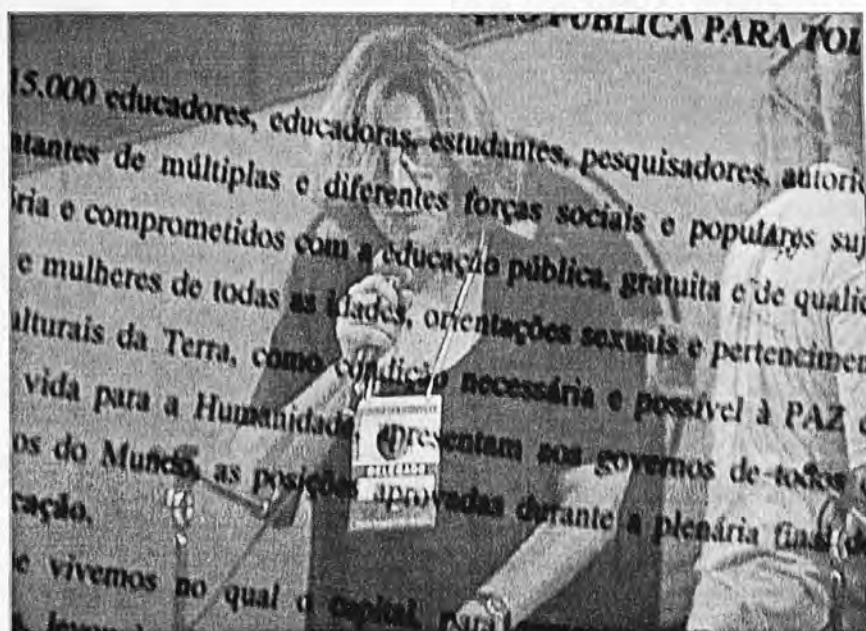 PÚBLICA PARA TO
15.000 educadores, educadoras, estudantes, pesquisadores, autori
ntantes de múltiplas e diferentes forças sociais e populares suj
ria e comprometidos com a educação pública, gratuita e de quali
e mulheres de todas as idades, orientações sexuais e pertencimen
ulturais da Terra, como condição necessária e possível à PAZ e
vida para a Humanidade, apresentam aos governos de todos
os do Mundo, as posições aprovadas durante a plenária final d
cação.
e vivemos no qual o capital, para
DELEGADO